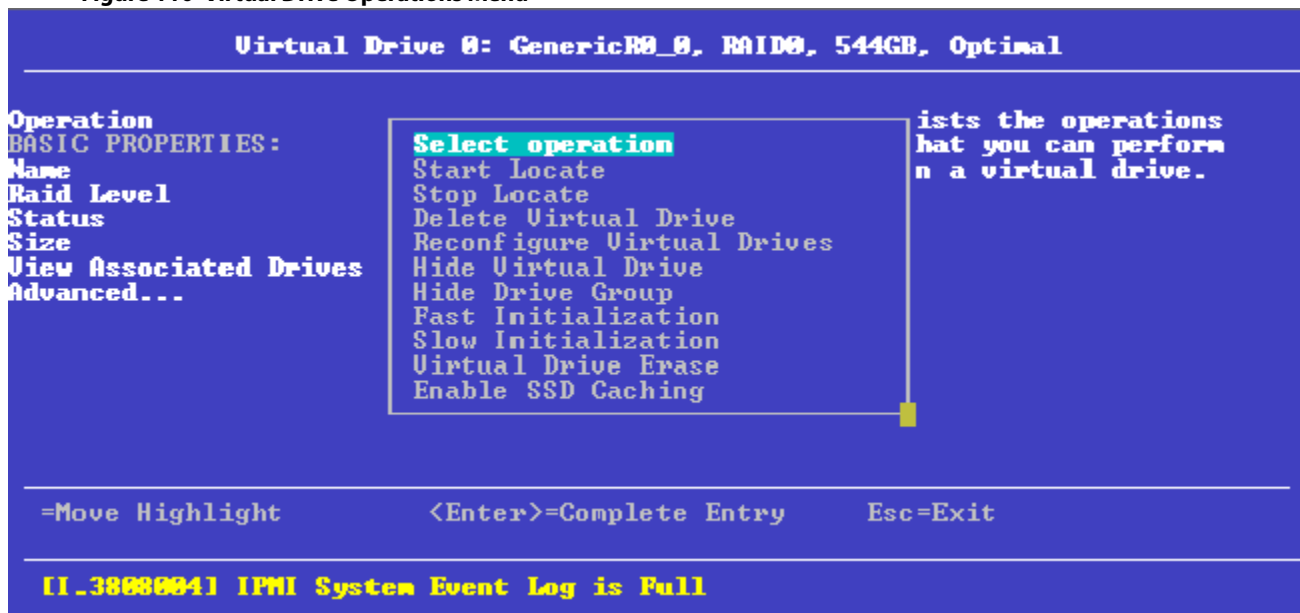 Virtual Drive 0: GenericR0_0, RAID0, 544GB, Optimal
Operation
BASIC PROPERTIES:
Name
Raid Level
Status
Size
View Associated Drives
Advanced...
Select operation
Start Locate
Stop Locate
Delete Virtual Drive
Reconfigure Virtual Drives
Hide Virtual Drive
Hide Drive Group
Fast Initialization
Slow Initialization
Virtual Drive Erase
Enable SSD Caching
ists the operations
hat you can perform
n a virtual drive.
=Move Highlight <Enter>=Complete Entry Esc=Exit
[I_3808004] IPMI System Event Log is Full